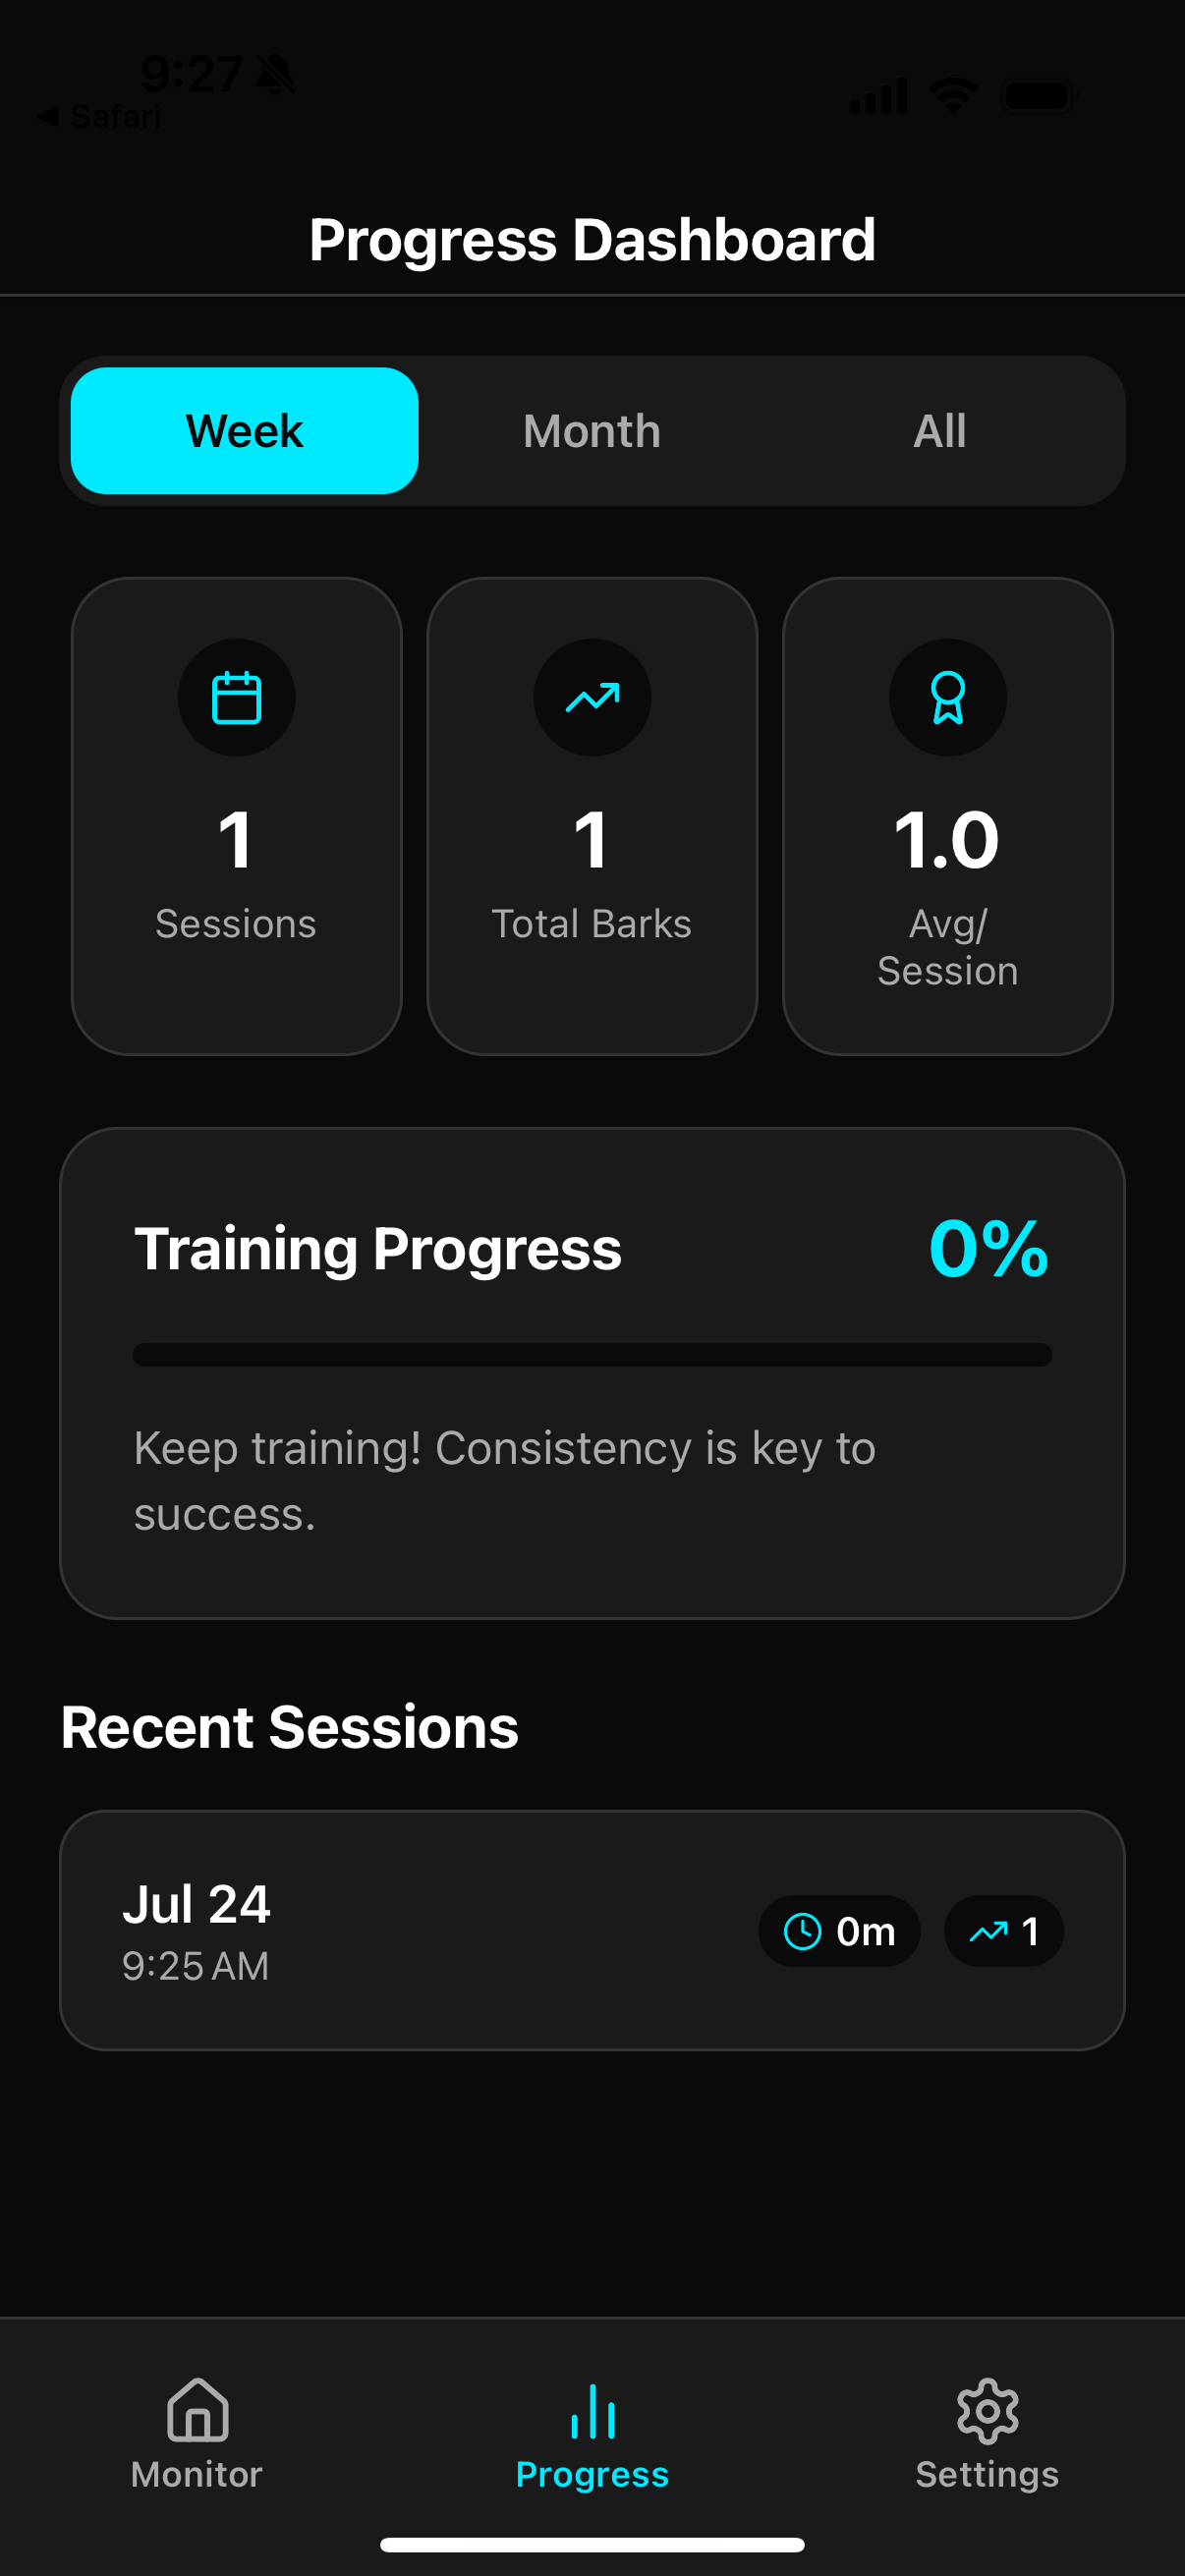 9:27
Safari
Progress Dashboard
Week Month All
1
Sessions
1
Total Barks
1.0
Avg/
Session
Training Progress 0%
Keep training! Consistency is key to
success.
Recent Sessions
Jul 24
9:25 AM
0m 1
Monitor Progress Settings